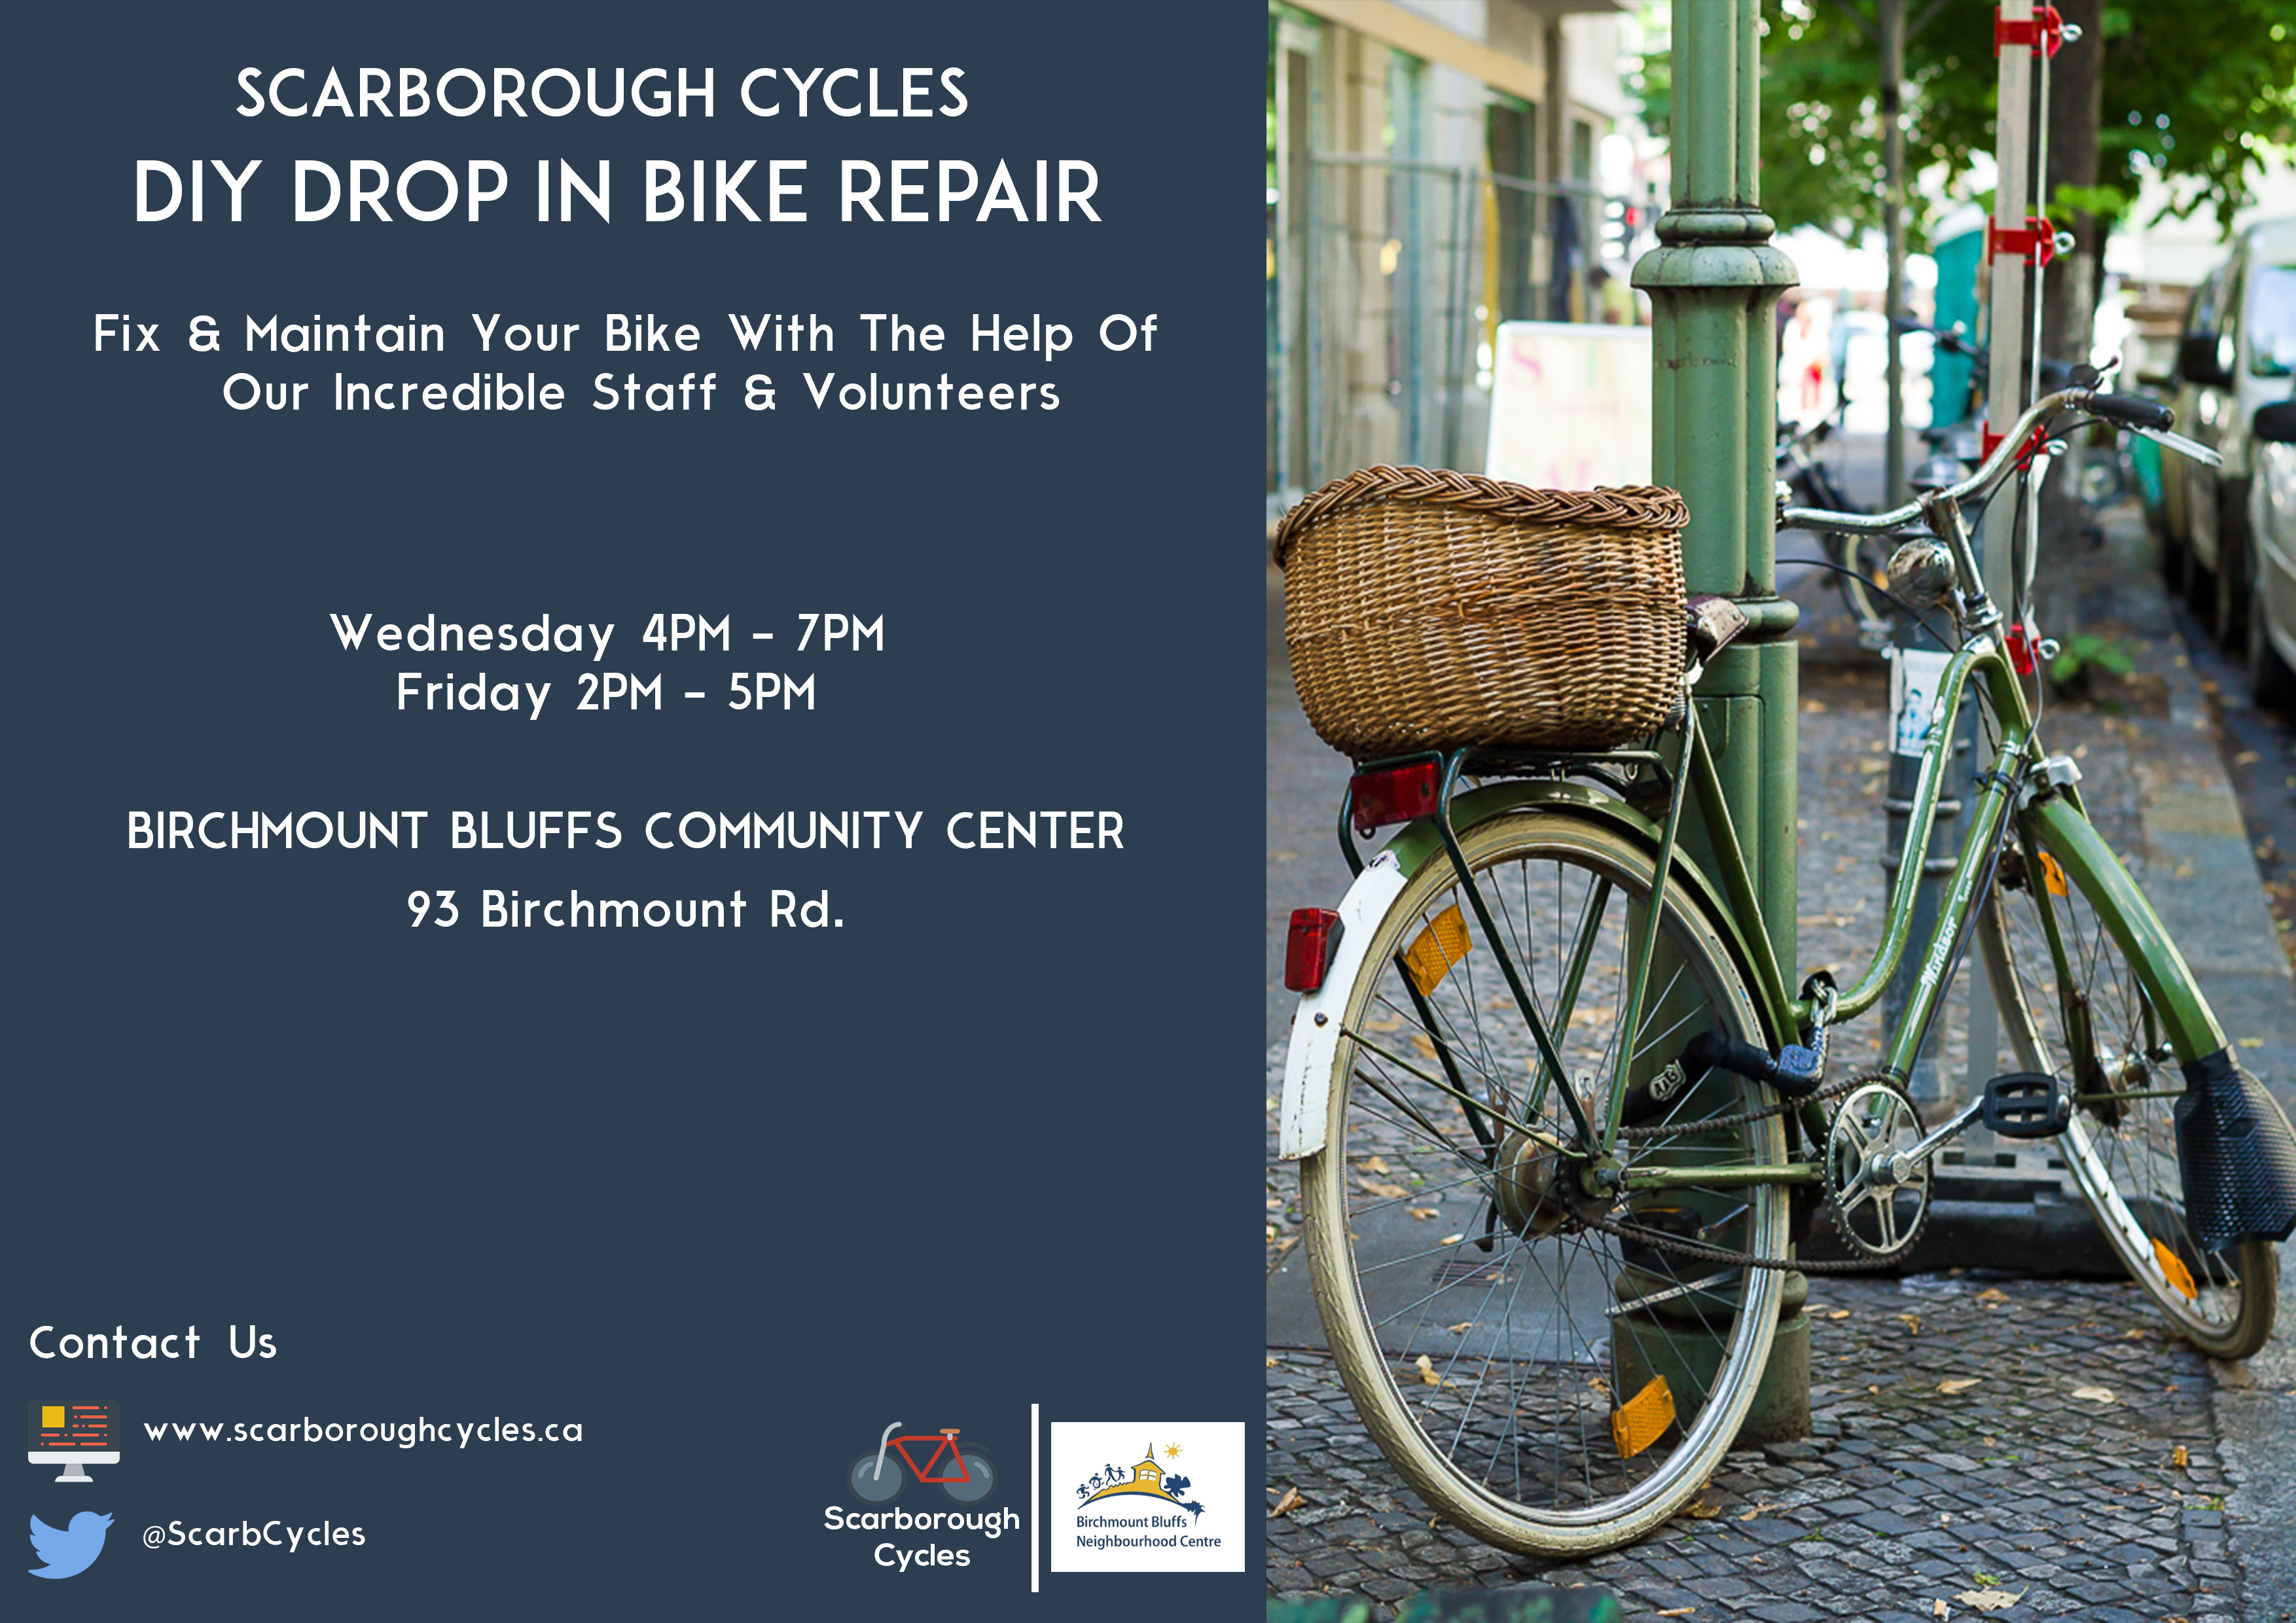 SCARBOROUGH CYCLES
DIY DROP IN BIKE REPAIR
Fix & Maintain Your Bike With The Help Of
Our Incredible Staff & Volunteers
Wednesday 4PM - 7PM
Friday 2PM - 5PM
BIRCHMOUNT BLUFFS COMMUNITY CENTER
93 Birchmount Rd.
Contact Us
www.scarboroughcycles.ca
@ScarbCycles
Scarborough
Cycles
Birchmount Bluffs
Neighbourhood Centre
Windsor